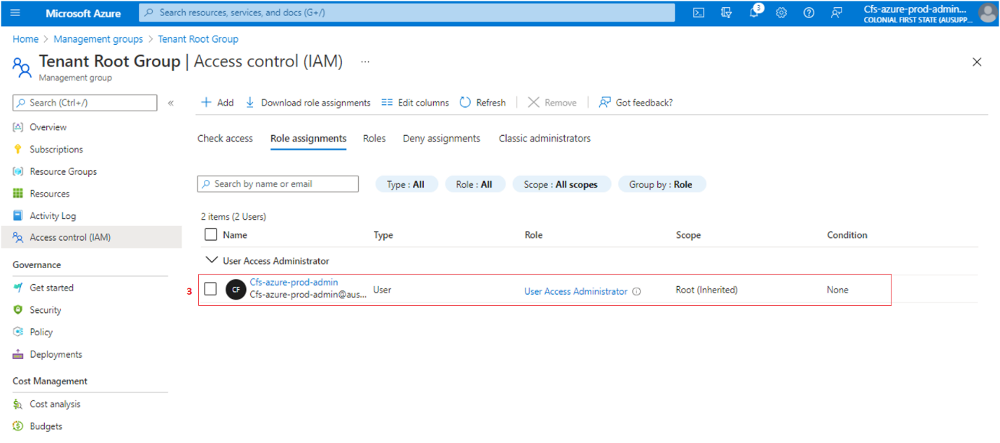 Microsoft Azure
Search resources, services, and docs (G+/)
3
Cfs-azure-prod-admin...
COLONIAL FIRST STATE (AUSUPP...
Home > Management groups > Tenant Root Group
Tenant Root Group | Access control (IAM) ...
Management group
Search (Ctrl+/)
«
Overview
Subscriptions
Resource Groups
Resources
Activity Log
Access control (IAM)
Governance
Get started
Security
Policy
Deployments
Cost Management
Cost analysis
Budgets
Add Download role assignments Edit columns Refresh Remove Got feedback?
Check access Role assignments Roles Deny assignments Classic administrators
Search by name or email Type : All Role : All Scope : All scopes Group by : Role
2 items (2 Users)
Name Type Role Scope Condition
User Access Administrator
3 CF Cfs-azure-prod-admin
Cfs-azure-prod-admin@aus... User User Access Administrator Root (Inherited) None